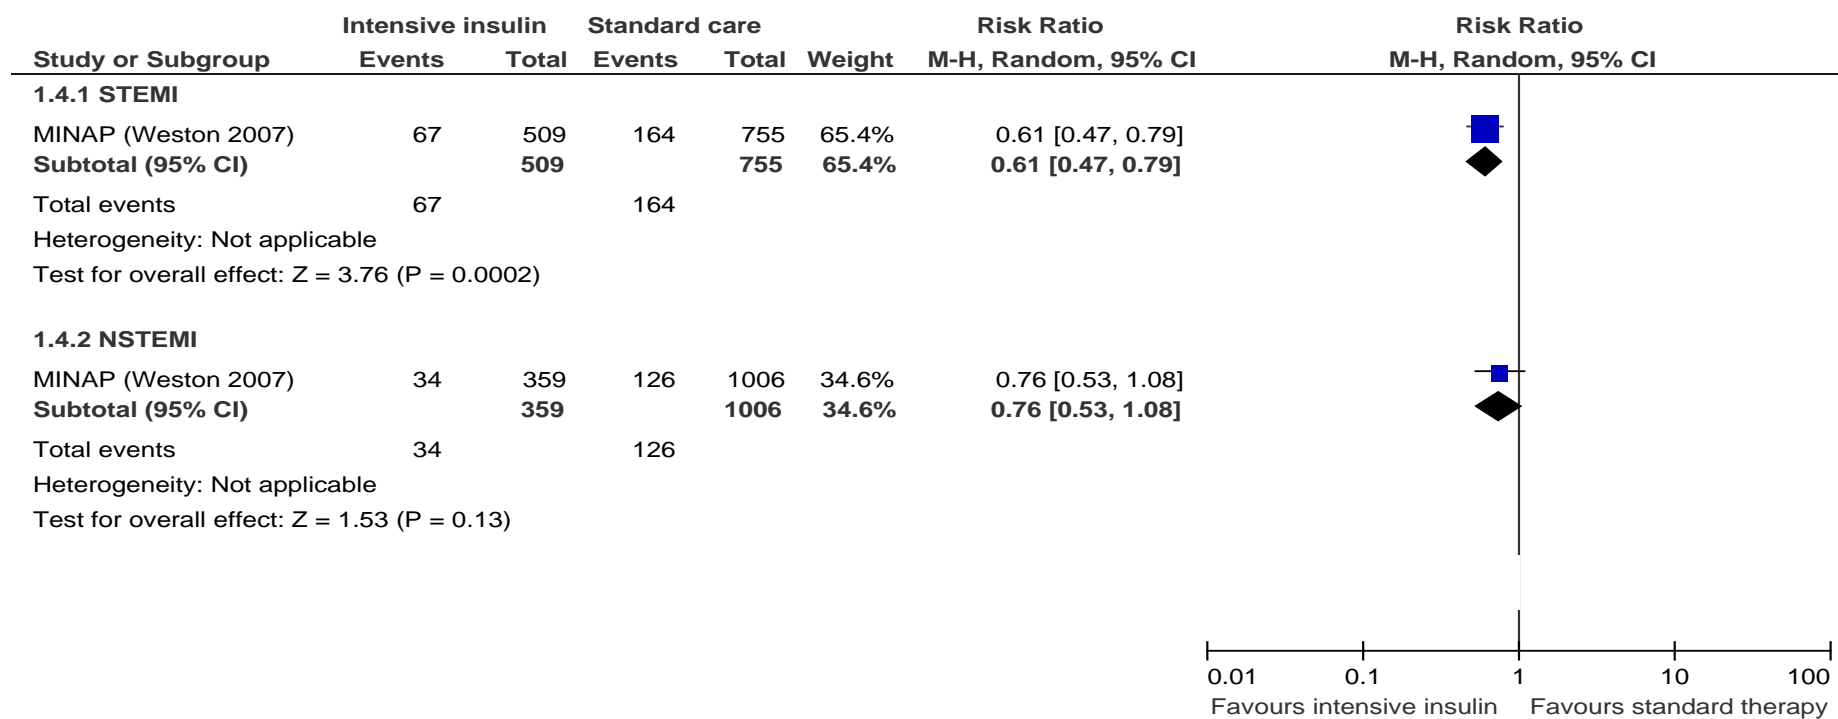 Intensive insulin Standard care Risk Ratio Risk Ratio
Study or Subgroup Events Total Events Total Weight M-H, Random, 95% CI M-H, Random, 95% CI
1.4.1 STEMI
MINAP (Weston 2007) 67 509 164 755 65.4% 0.61 [0.47, 0.79]
Subtotal (95% CI) 509 755 65.4% 0.61 [0.47, 0.79]
Total events 67 164
Heterogeneity: Not applicable
Test for overall effect: Z = 3.76 (P = 0.0002)
1.4.2 NSTEMI
MINAP (Weston 2007) 34 359 126 1006 34.6% 0.76 [0.53, 1.08]
Subtotal (95% CI) 359 1006 34.6% 0.76 [0.53, 1.08]
Total events 34 126
Heterogeneity: Not applicable
Test for overall effect: Z = 1.53 (P = 0.13)
0.01 0.1 1 10 100
Favours intensive insulin Favours standard therapy